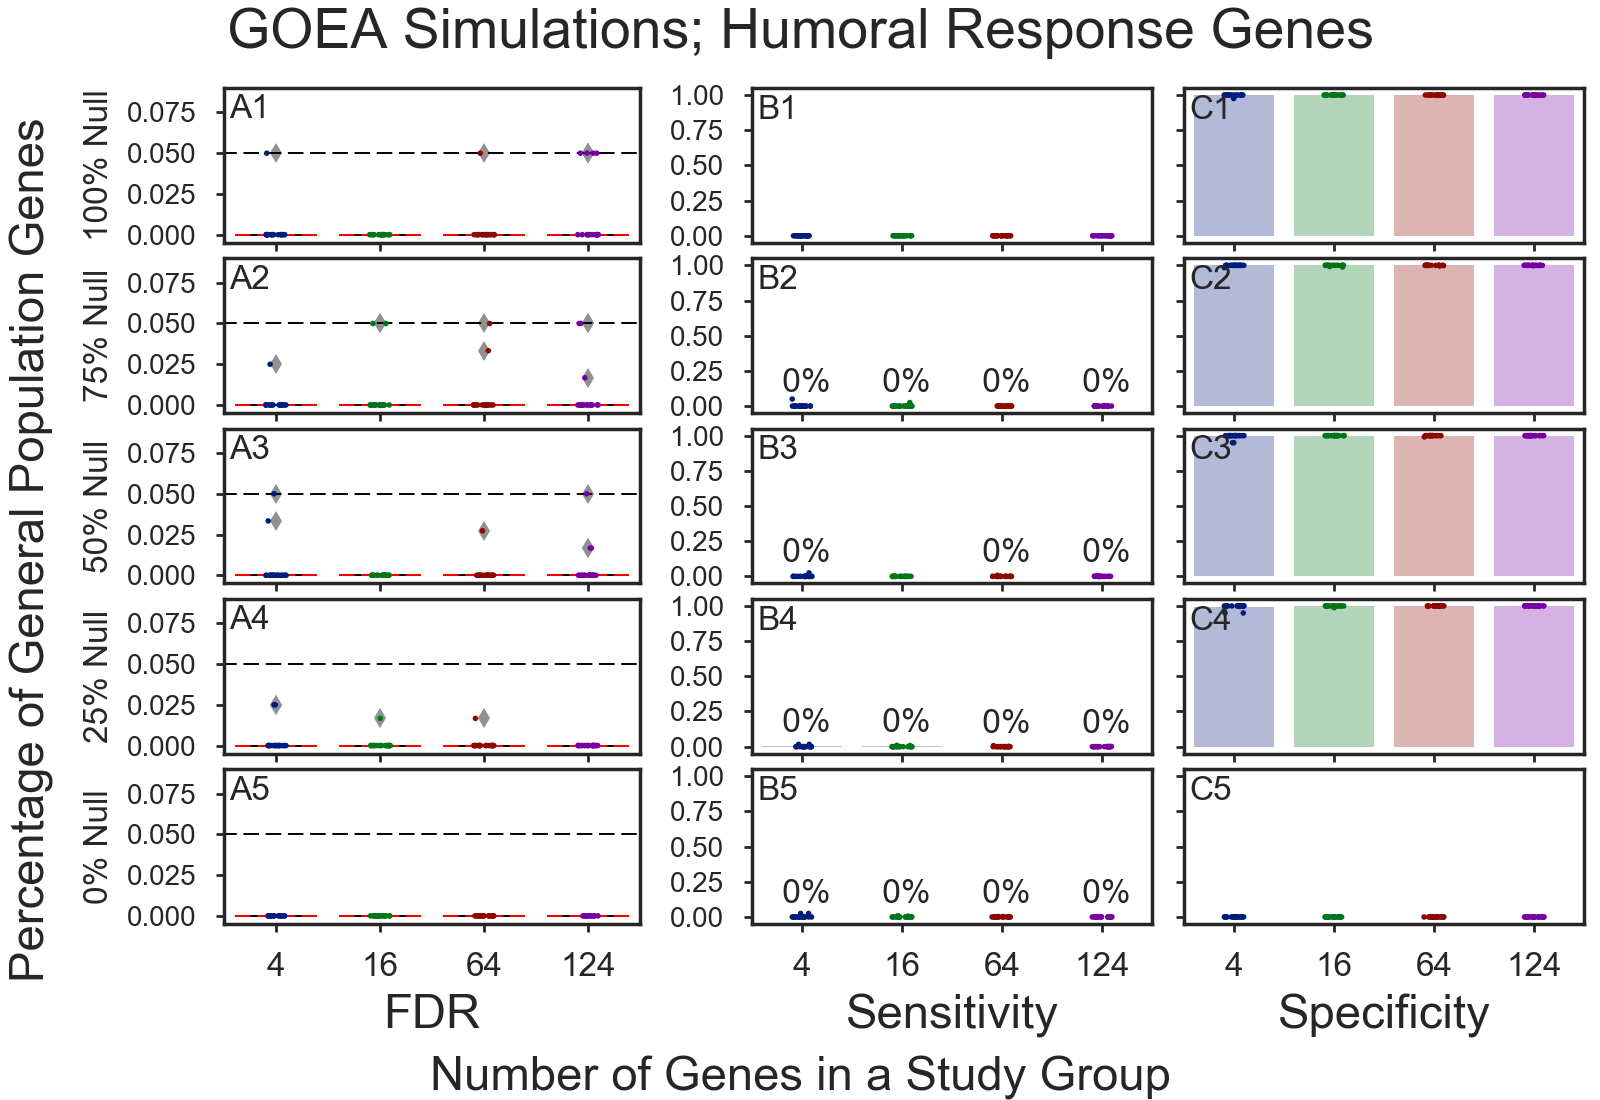 GOEA Simulations; Humoral Response Genes
Percentage of General Population Genes
100% Null
0.075
0.050
0.025
0.000
A1
1.00
0.75
0.50
0.25
0.00
B1
C1
75% Null
0.075
0.050
0.025
0.000
A2
1.00
0.75
0.50
0.25
0.00
B2
0% 0% 0% 0%
C2
50% Null
0.075
0.050
0.025
0.000
A3
1.00
0.75
0.50
0.25
0.00
B3
0% 0% 0%
C3
25% Null
0.075
0.050
0.025
0.000
A4
1.00
0.75
0.50
0.25
0.00
B4
0% 0% 0% 0%
C4
0% Null
0.075
0.050
0.025
0.000
A5
1.00
0.75
0.50
0.25
0.00
B5
0% 0% 0% 0%
C5
4 16 64 124
4 16 64 124
4 16 64 124
FDR
Sensitivity
Specificity
Number of Genes in a Study Group